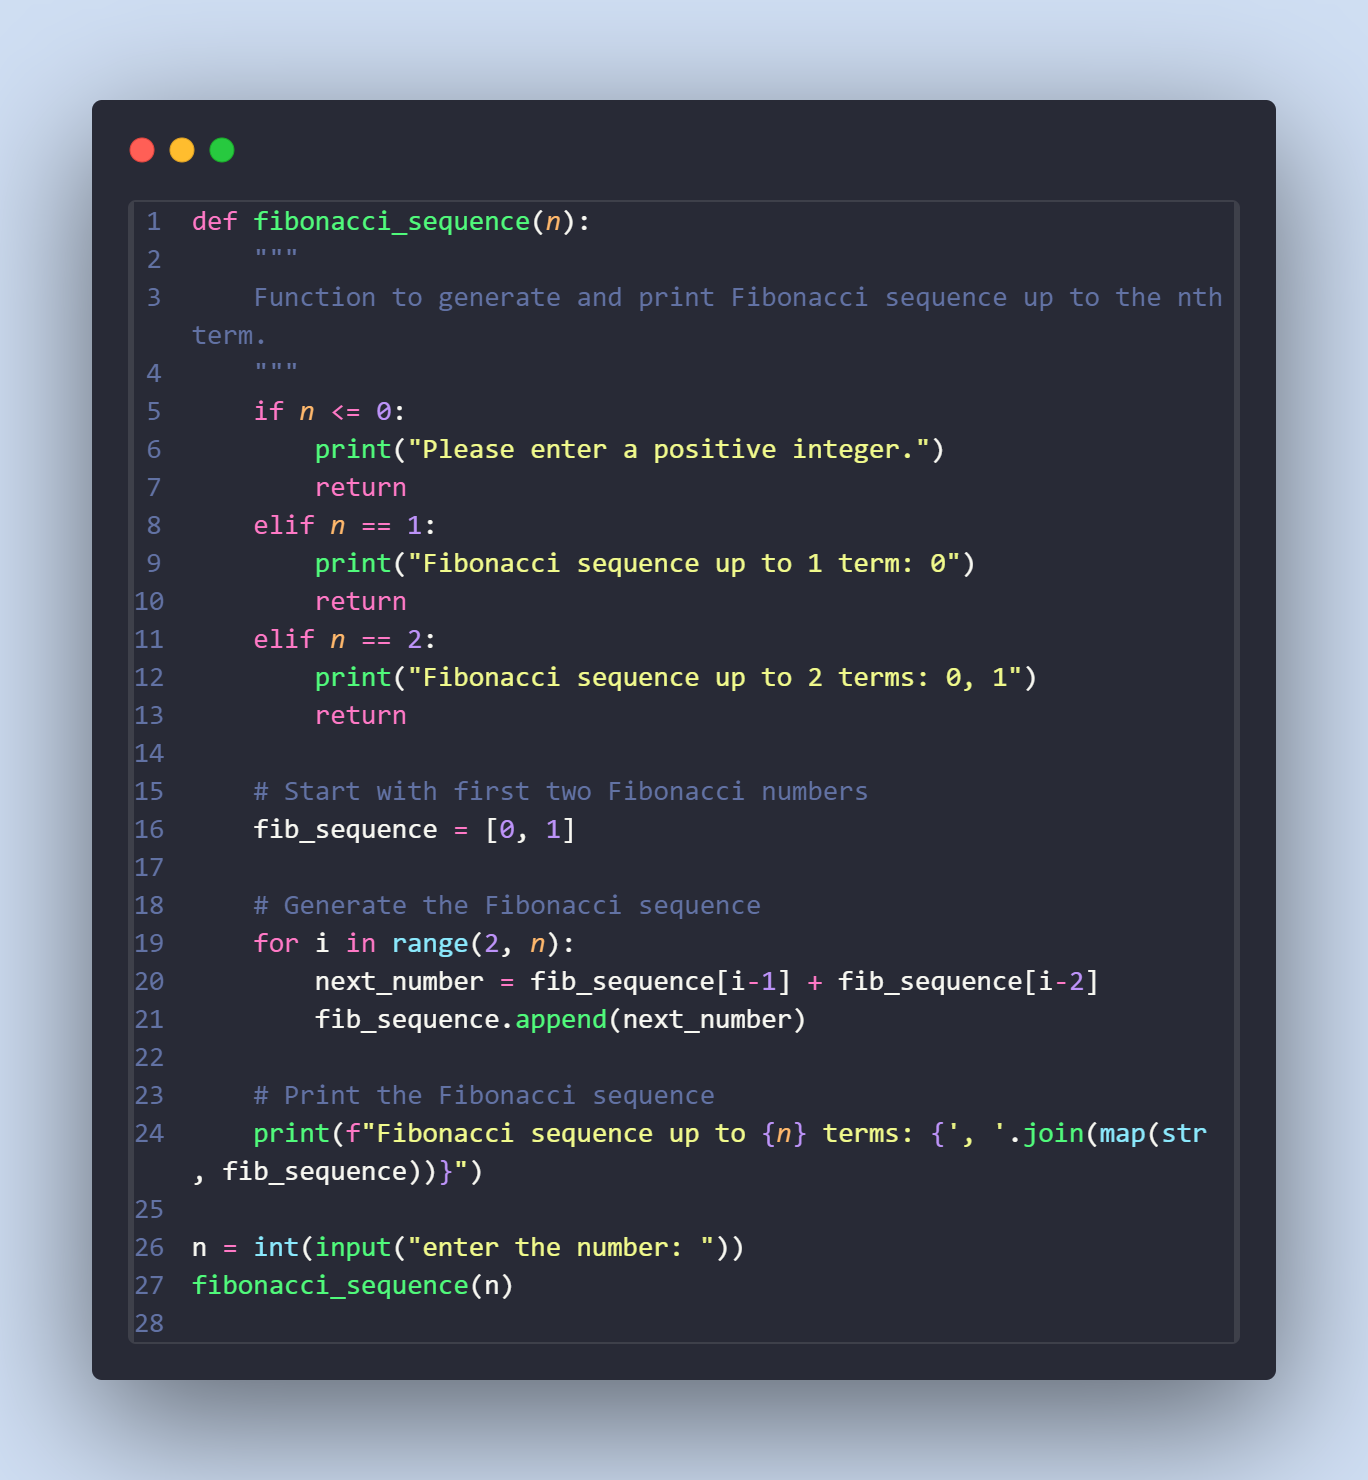 1 def fibonacci_sequence(n):
2     """
3     Function to generate and print Fibonacci sequence up to the nth
term.
4     """
5     if n <= 0:
6         print("Please enter a positive integer.")
7         return
8     elif n == 1:
9         print("Fibonacci sequence up to 1 term: 0")
10         return
11     elif n == 2:
12         print("Fibonacci sequence up to 2 terms: 0, 1")
13         return
14
15     # Start with first two Fibonacci numbers
16     fib_sequence = [0, 1]
17
18     # Generate the Fibonacci sequence
19     for i in range(2, n):
20         next_number = fib_sequence[i-1] + fib_sequence[i-2]
21         fib_sequence.append(next_number)
22
23     # Print the Fibonacci sequence
24     print(f"Fibonacci sequence up to {n} terms: {', '.join(map(str
, fib_sequence))}")
25
26 n = int(input("enter the number: "))
27 fibonacci_sequence(n)
28